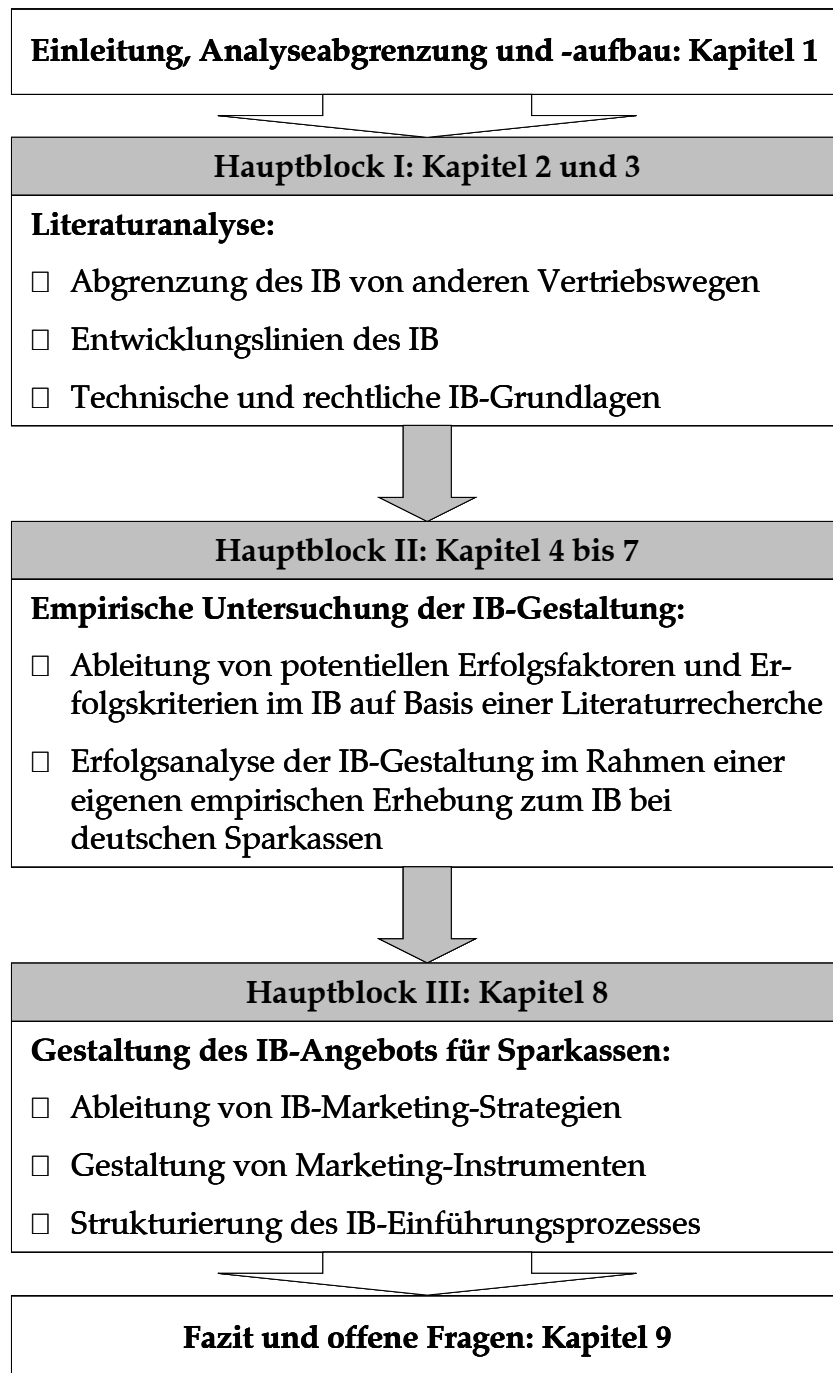 Einleitung, Analyseabgrenzung und -aufbau: Kapitel 1
Hauptblock I: Kapitel 2 und 3
Literaturanalyse:
□ Abgrenzung des IB von anderen Vertriebswegen
□ Entwicklungslinien des IB
□ Technische und rechtliche IB-Grundlagen
Hauptblock II: Kapitel 4 bis 7
Empirische Untersuchung der IB-Gestaltung:
□ Ableitung von potentiellen Erfolgsfaktoren und Er-
folgskriterien im IB auf Basis einer Literaturrecherche
□ Erfolgsanalyse der IB-Gestaltung im Rahmen einer
eigenen empirischen Erhebung zum IB bei
deutschen Sparkassen
Hauptblock III: Kapitel 8
Gestaltung des IB-Angebots für Sparkassen:
□ Ableitung von IB-Marketing-Strategien
□ Gestaltung von Marketing-Instrumenten
□ Strukturierung des IB-Einführungsprozesses
Fazit und offene Fragen: Kapitel 9